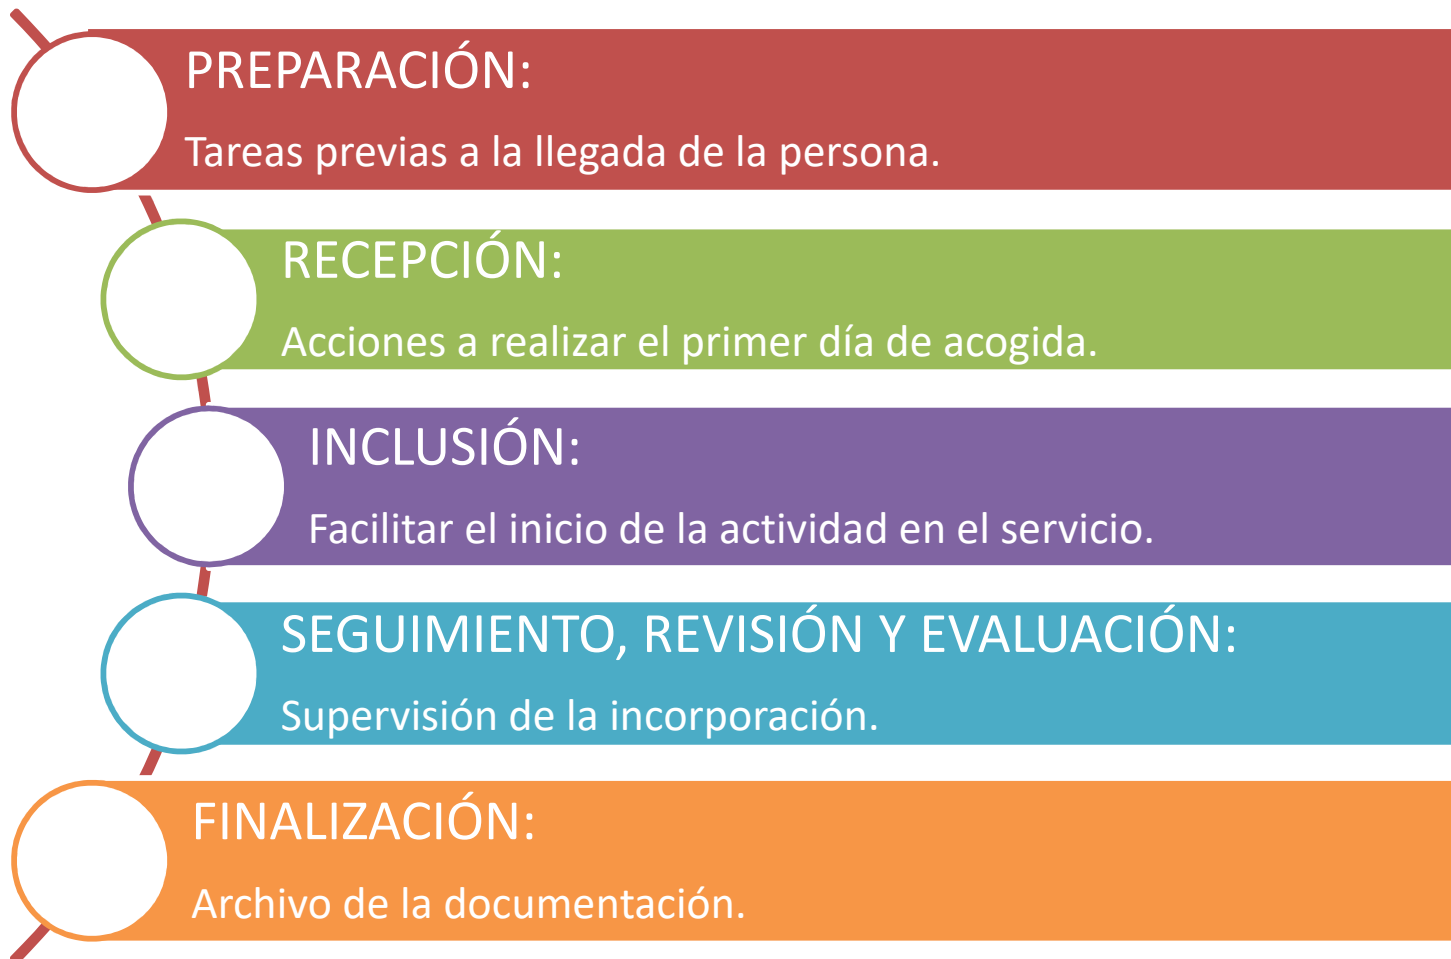 PREPARACIÓN:
Tareas previas a la llegada de la persona.
RECEPCIÓN:
Acciones a realizar el primer día de acogida.
INCLUSIÓN:
Facilitar el inicio de la actividad en el servicio.
SEGUIMIENTO, REVISIÓN Y EVALUACIÓN:
Supervisión de la incorporación.
FINALIZACIÓN:
Archivo de la documentación.